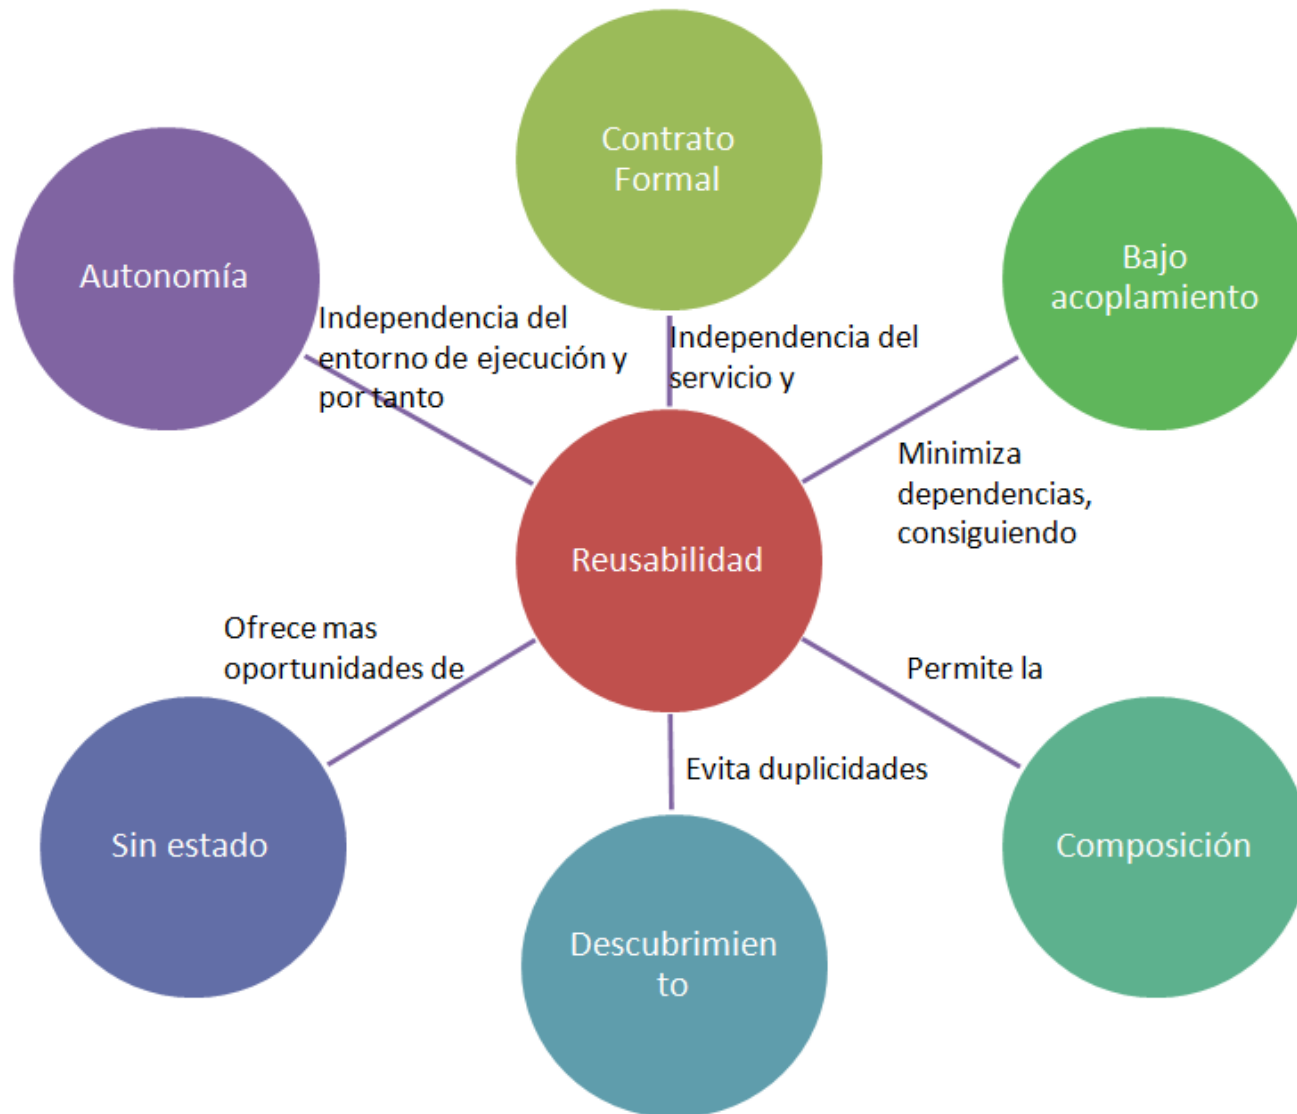 Contrato
Formal
Autonomía
Bajo
acoplamiento
Independencia del
entorno de ejecución y
por tanto
Independencia del
servicio y
Minimiza
dependencias,
consiguiendo
Reusabilidad
Ofrece mas
oportunidades de
Permite la
Evita duplicidades
Sin estado
Composición
Descubrimien
to